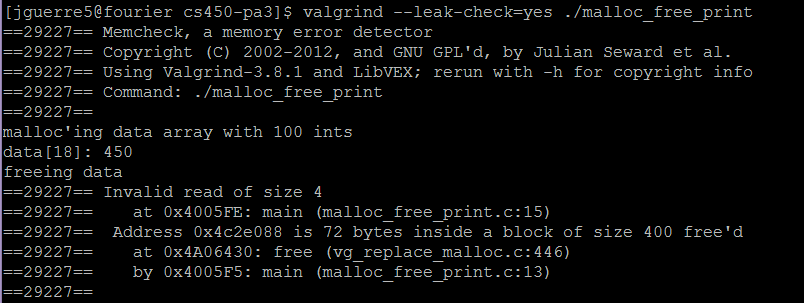 [jguerre5@fourier cs450-pa3]$ valgrind --leak-check=yes ./malloc_free_print
==29227== Memcheck, a memory error detector
==29227== Copyright (C) 2002-2012, and GNU GPL'd, by Julian Seward et al.
==29227== Using Valgrind-3.8.1 and LibVEX; rerun with -h for copyright info
==29227== Command: ./malloc_free_print
==29227==
malloc'ing data array with 100 ints
data[18]: 450
freeing data
==29227== Invalid read of size 4
==29227==    at 0x4005FE: main (malloc_free_print.c:15)
==29227==  Address 0x4c2e088 is 72 bytes inside a block of size 400 free'd
==29227==    at 0x4A06430: free (vg_replace_malloc.c:446)
==29227==    by 0x4005F5: main (malloc_free_print.c:13)
==29227==